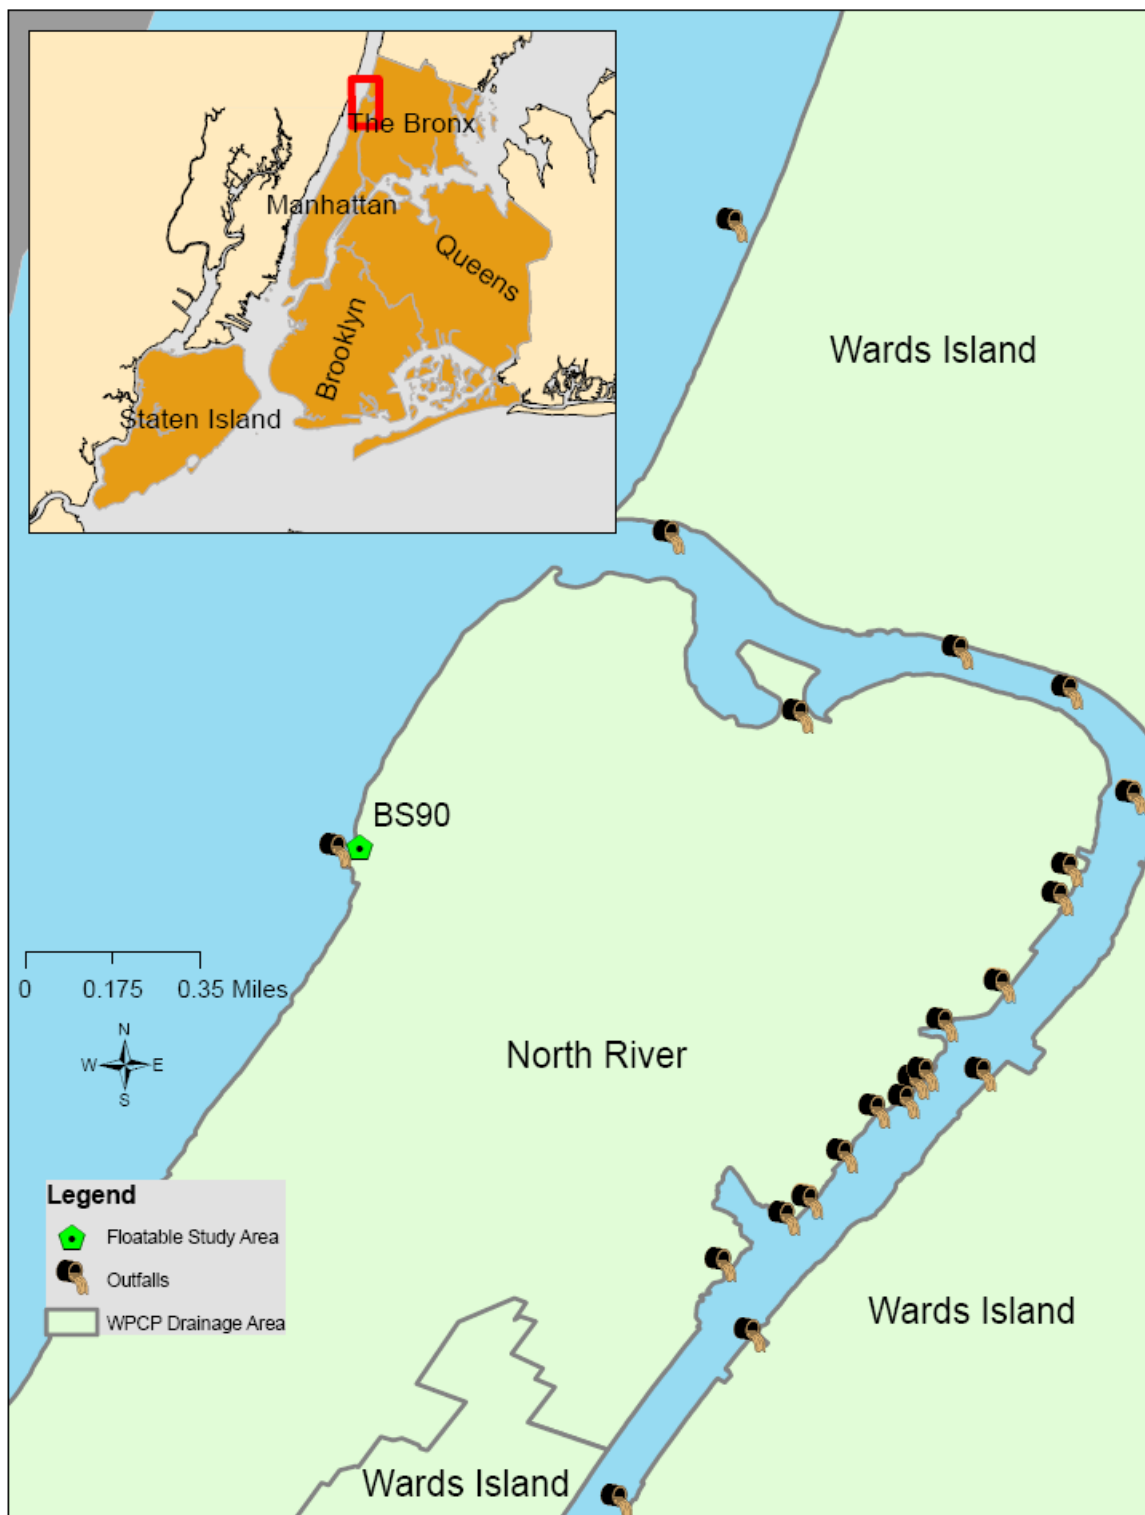 The Bronx
Manhattan
Queens
Brooklyn
Staten Island
Wards Island
BS90
0 0.175 0.35 Miles
N
W E
S
North River
Legend
Floatable Study Area
Outfalls
WPCP Drainage Area
Wards Island
Wards Island